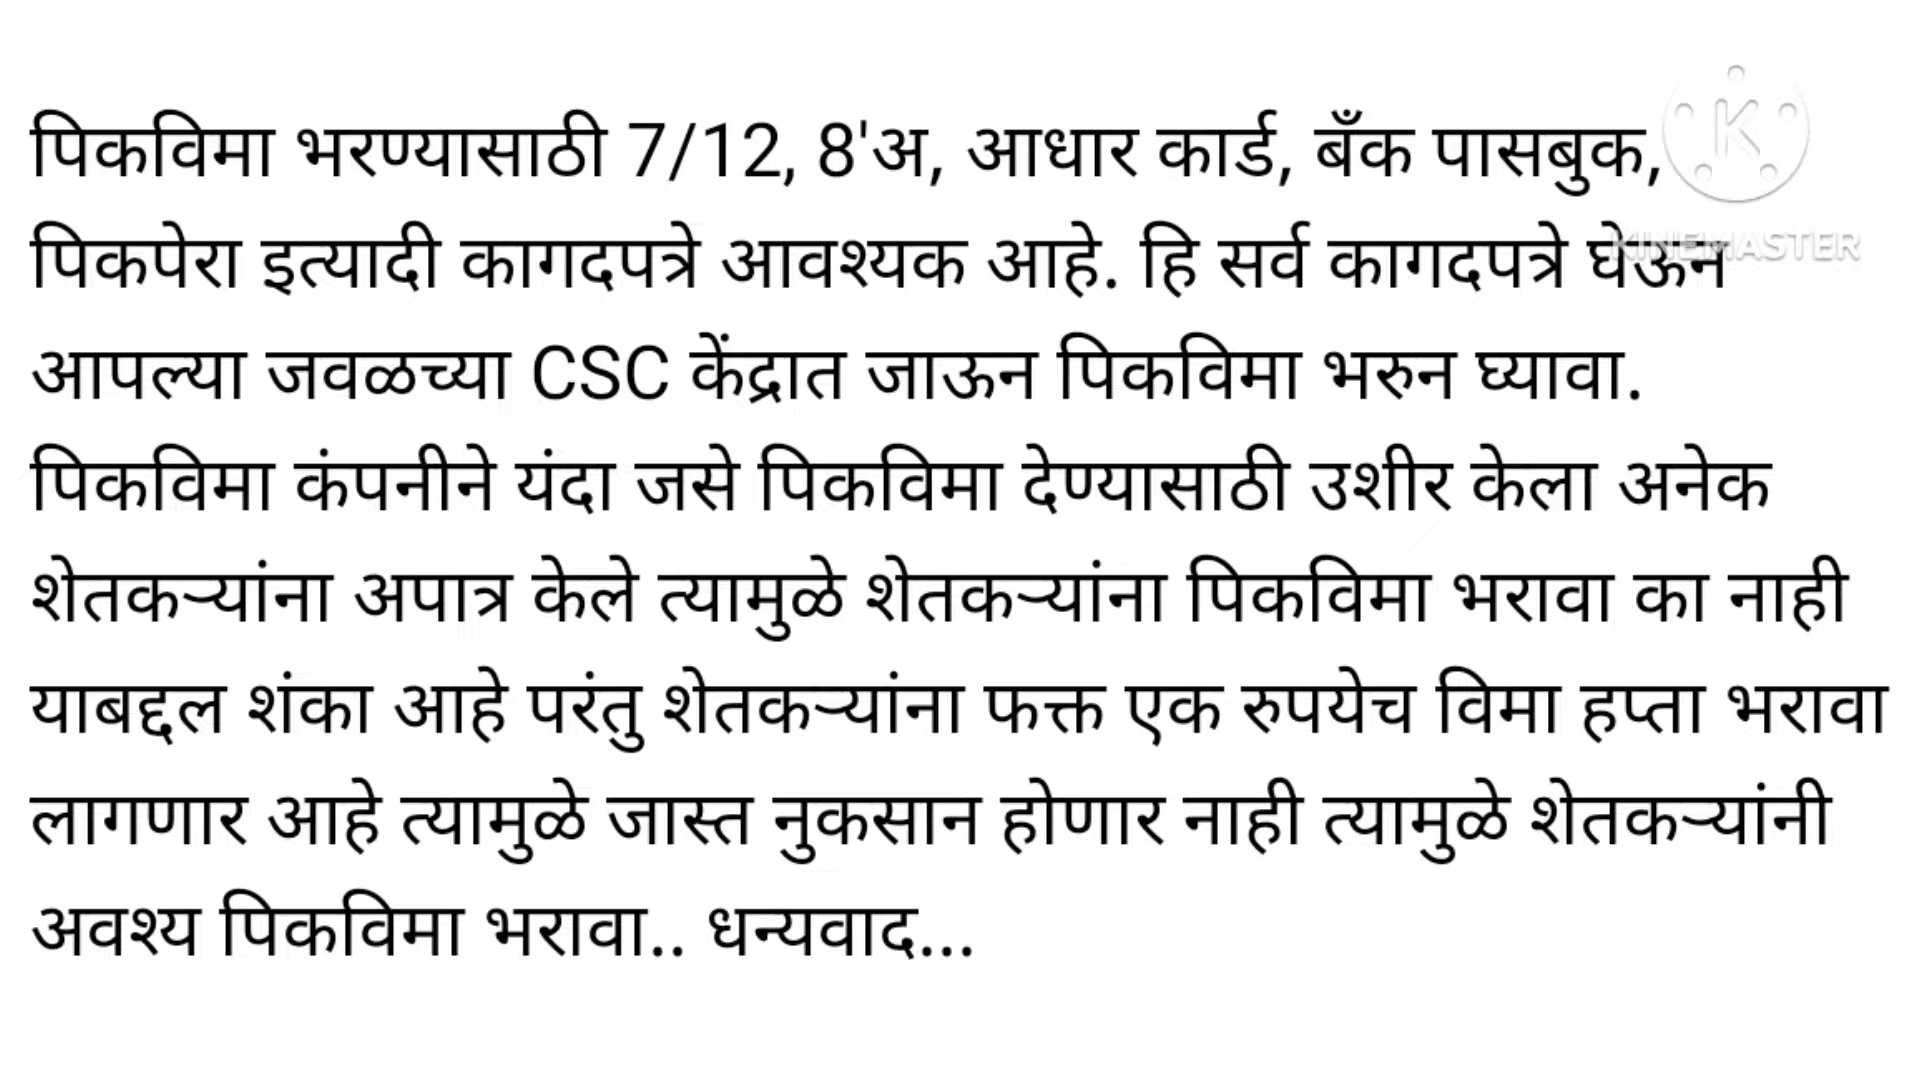 पिकविमा भरण्यासाठी 7/12, 8'अ, आधार कार्ड, बँक पासबुक,
पिकपेरा इत्यादी कागदपत्रे आवश्यक आहे. हि सर्व कागदपत्रे घेऊन
आपल्या जवळच्या CSC केंद्रात जाऊन पिकविमा भरुन घ्यावा.
पिकविमा कंपनीने यंदा जसे पिकविमा देण्यासाठी उशीर केला अनेक
शेतकऱ्यांना अपात्र केले त्यामुळे शेतकऱ्यांना पिकविमा भरावा का नाही
याबद्दल शंका आहे परंतु शेतकऱ्यांना फक्त एक रुपयेच विमा हप्ता भरावा
लागणार आहे त्यामुळे जास्त नुकसान होणार नाही त्यामुळे शेतकऱ्यांनी
अवश्य पिकविमा भरावा.. धन्यवाद...
K
KINEMASTER